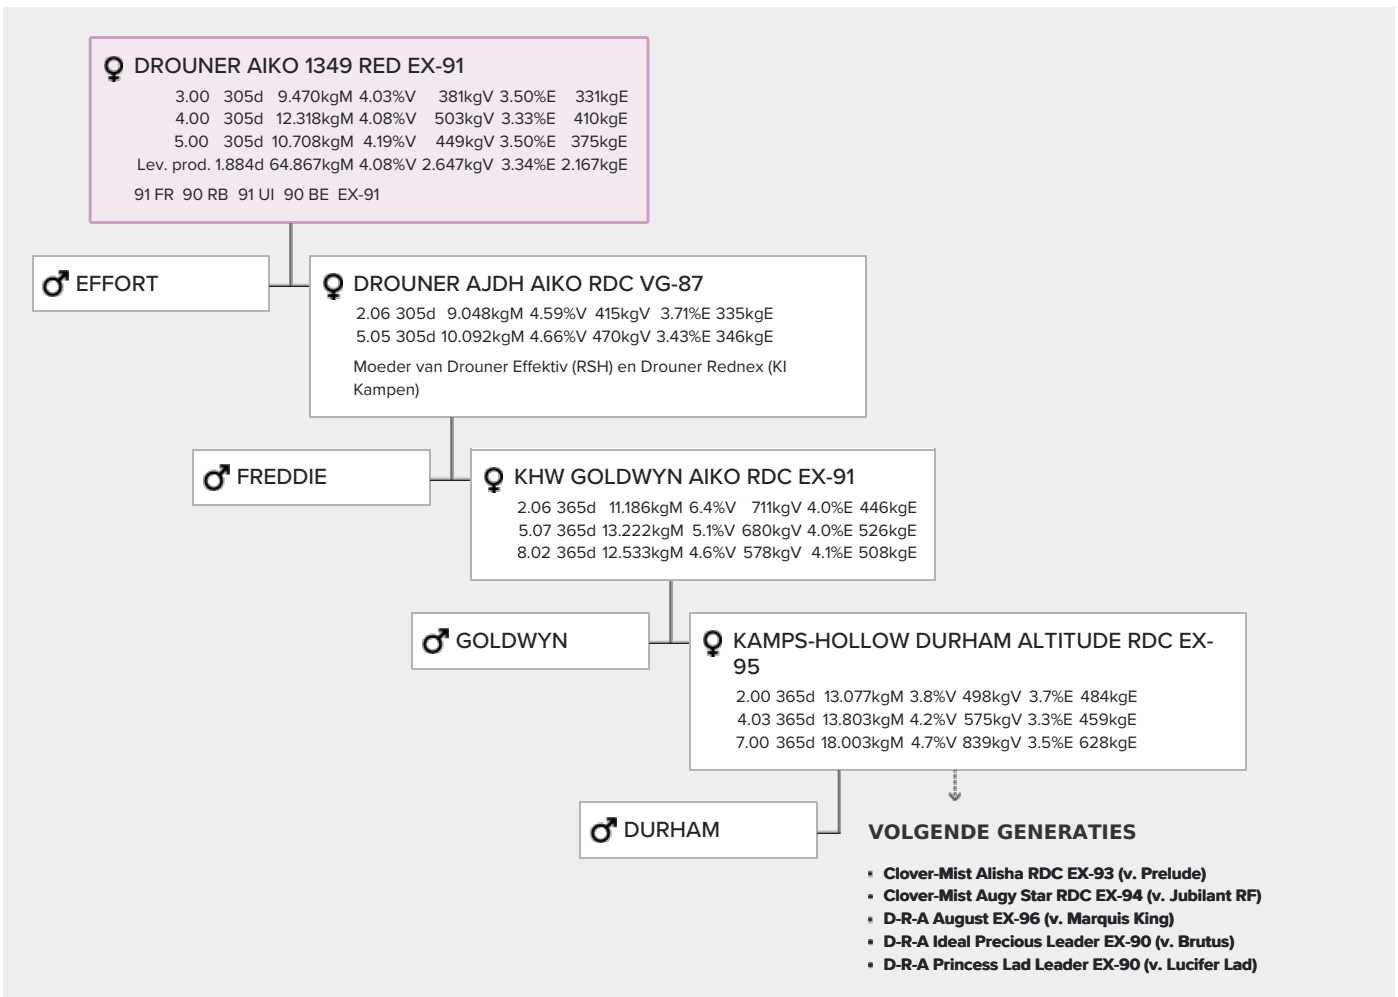 DROUNER AIKO 1349 RED EX-91
3.00 305d 9.470kgM 4.03%V 381kgV 3.50%E 331kgE
4.00 305d 12.318kgM 4.08%V 503kgV 3.33%E 410kgE
5.00 305d 10.708kgM 4.19%V 449kgV 3.50%E 375kgE
Lev. prod. 1.884d 64.867kgM 4.08%V 2.647kgV 3.34%E 2.167kgE
91 FR 90 RB 91 UI 90 BE EX-91
EFFORT
DROUNER AJDH AIKO RDC VG-87
2.06 305d 9.048kgM 4.59%V 415kgV 3.71%E 335kgE
5.05 305d 10.092kgM 4.66%V 470kgV 3.43%E 346kgE
Moeder van Drouner Effektiv (RSH) en Drouner Rednex (KI
Kampen)
FREDDIE
KHW GOLDWYN AIKO RDC EX-91
2.06 365d 11.186kgM 6.4%V 711kgV 4.0%E 446kgE
5.07 365d 13.222kgM 5.1%V 680kgV 4.0%E 526kgE
8.02 365d 12.533kgM 4.6%V 578kgV 4.1%E 508kgE
GOLDWYN
KAMPS-HOLLOW DURHAM ALTITUDE RDC EX-
95
2.00 365d 13.077kgM 3.8%V 498kgV 3.7%E 484kgE
4.03 365d 13.803kgM 4.2%V 575kgV 3.3%E 459kgE
7.00 365d 18.003kgM 4.7%V 839kgV 3.5%E 628kgE
DURHAM
VOLGENDE GENERATIES
Clover-Mist Alisha RDC EX-93 (v. Prelude)
Clover-Mist Augy Star RDC EX-94 (v. Jubilant RF)
D-R-A August EX-96 (v. Marquis King)
D-R-A Ideal Precious Leader EX-90 (v. Brutus)
D-R-A Princess Lad Leader EX-90 (v. Lucifer Lad)